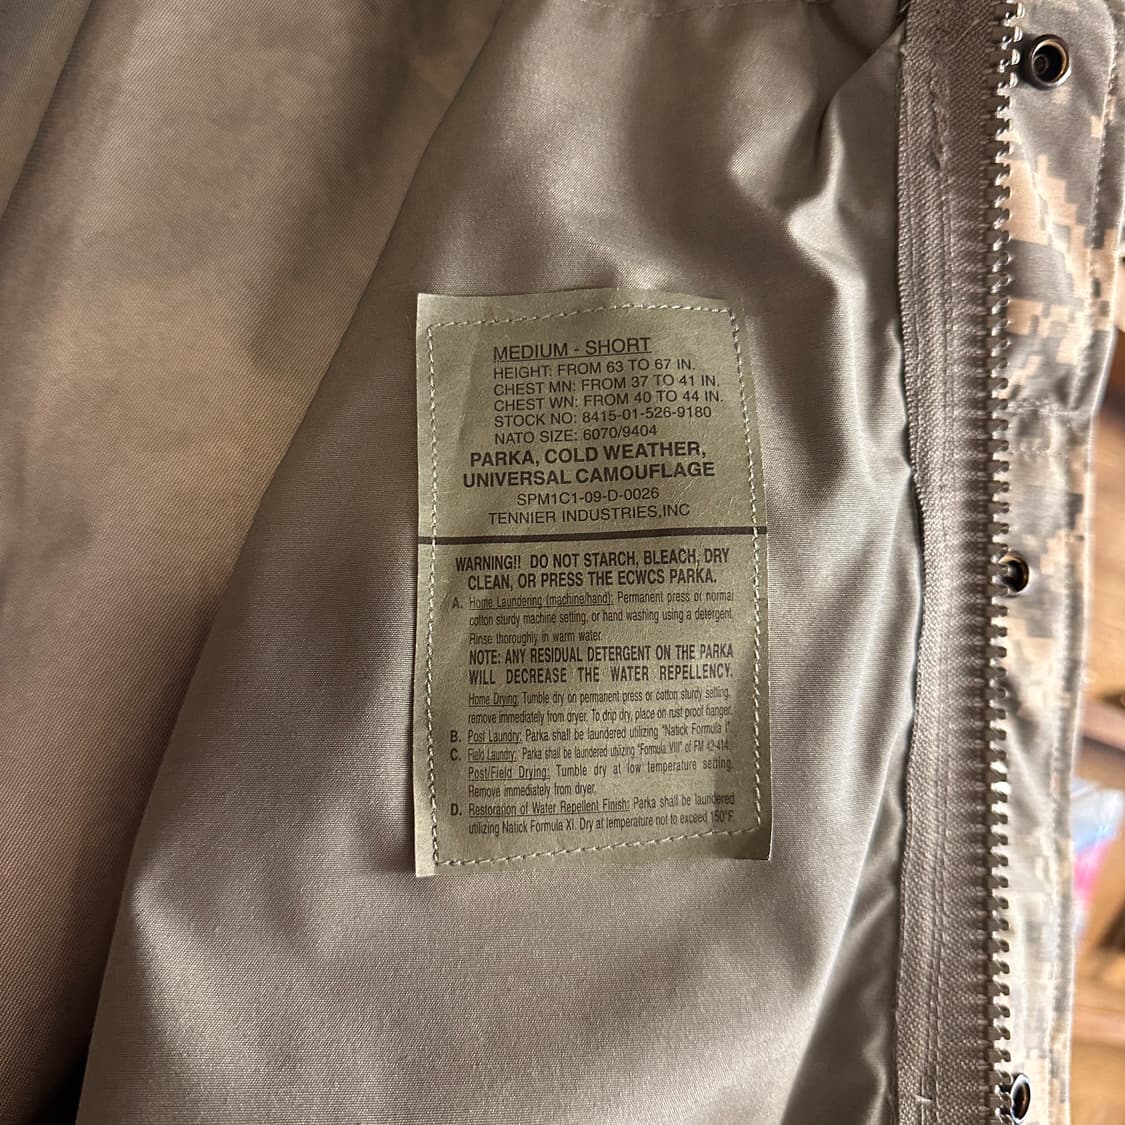 MEDIUM - SHORT
HEIGHT: FROM 63 TO 67 IN.
CHEST MN: FROM 37 TO 41 IN.
CHEST WN: FROM 40 TO 44 IN.
STOCK NO: 8415-01-526-9180
NATO SIZE: 6070/9404
PARKA, COLD WEATHER,
UNIVERSAL CAMOUFLAGE
SPM1C1-09-D-0026
TENNIER INDUSTRIES,INC
WARNING!! DO NOT STARCH, BLEACH, DRY
CLEAN, OR PRESS THE ECWCS PARKA.
A. Home Laundering (machine/hand): Permanent press or normal
cotton sturdy machine setting, or hand washing using a detergent.
Rinse thoroughly in warm water.
NOTE: ANY RESIDUAL DETERGENT ON THE PARKA
WILL DECREASE THE WATER REPELLENCY.
Home Drying: Tumble dry on permanent press or cotton sturdy setting,
remove immediately from dryer. To drip dry, place on rust proof hanger.
B. Post Laundry: Parka shall be laundered utilizing "Natick Formula I".
C. Field Laundry: Parka shall be laundered utilizing "Formula VIII" of FM 42-414.
Post/Field Drying: Tumble dry at low temperature setting.
Remove immediately from dryer.
D. Restoration of Water Repellent Finish: Parka shall be laundered
utilizing Natick Formula XI. Dry at temperature not to exceed 150°F.